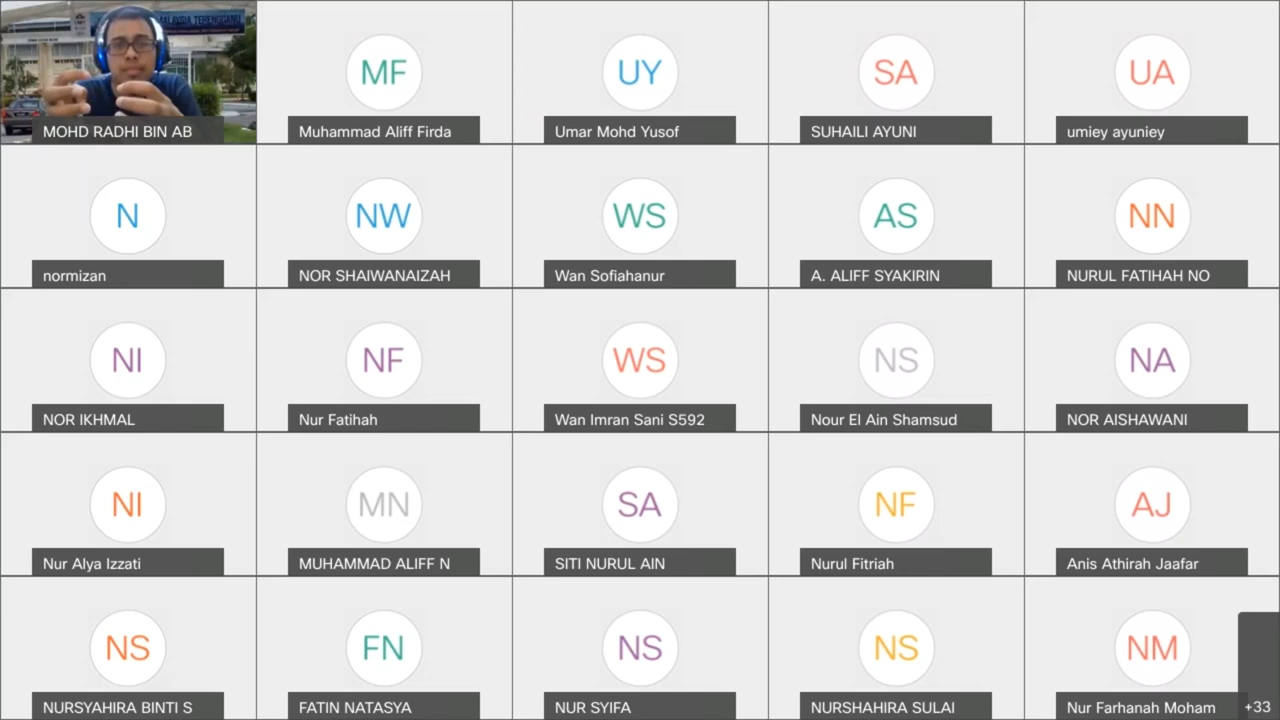 MALAYSIA TERENGGANU
MOHD RADHI BIN AB
MF
Muhammad Aliff Firda
UY
Umar Mohd Yusof
SA
SUHAILI AYUNI
UA
umiey ayuniey
N
normizan
NW
NOR SHAIWANAIZAH
WS
Wan Sofiahanur
AS
A. ALIFF SYAKIRIN
NN
NURUL FATIHAH NO
NI
NOR IKHMAL
NF
Nur Fatihah
WS
Wan Imran Sani S592
NS
Nour El Ain Shamsud
NA
NOR AISHAWANI
NI
Nur Alya Izzati
MN
MUHAMMAD ALIFF N
SA
SITI NURUL AIN
NF
Nurul Fitriah
AJ
Anis Athirah Jaafar
NS
NURSYAHIRA BINTI S
FN
FATIN NATASYA
NS
NUR SYIFA
NS
NURSHAHIRA SULAI
NM
Nur Farhanah Moham
+33